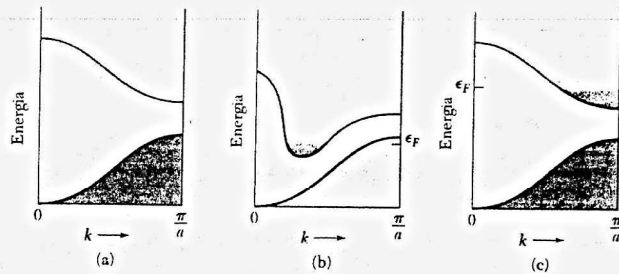 Energia
0
k →
π/a
(a)
Energia
ϵF
0
k →
π/a
(b)
Energia
ϵF
0
k →
π/a
(c)